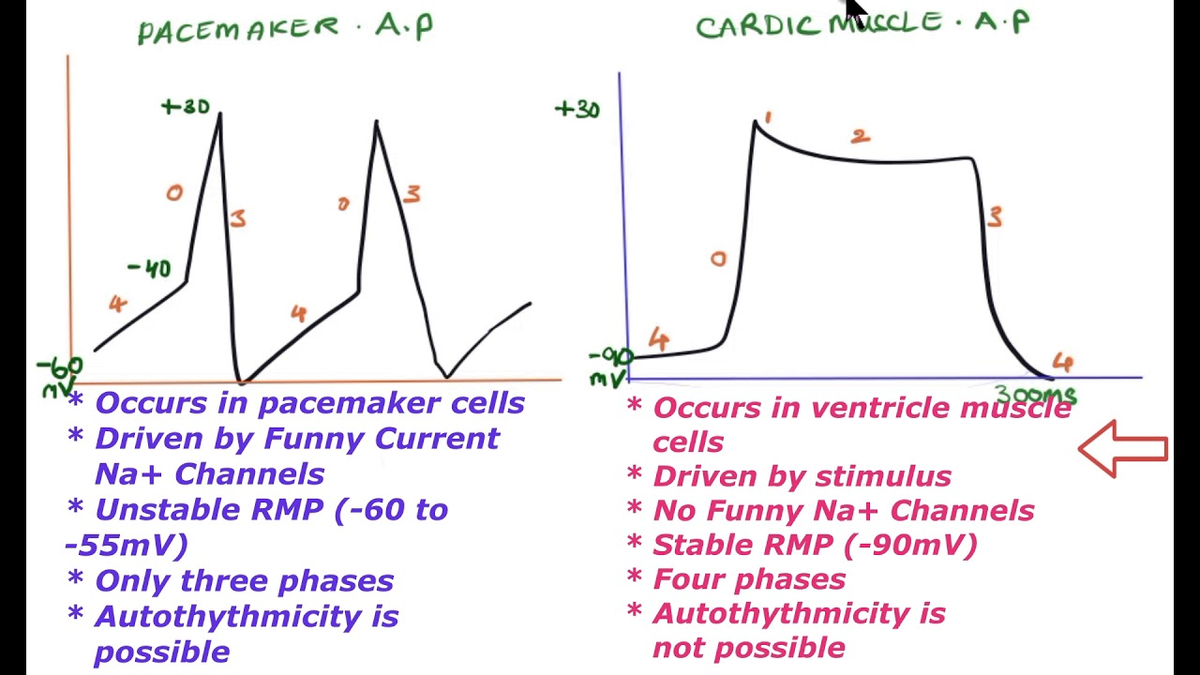 PACEMAKER . A.P
+30
0
3
-40
4
0
3
4
-60
mV
* Occurs in pacemaker cells
* Driven by Funny Current
Na+ Channels
* Unstable RMP (-60 to
-55mV)
* Only three phases
* Autothythmicity is
possible
CARDIC MUSCLE . A.P
+30
1
2
0
3
4
-90
mV
4
300ms
* Occurs in ventricle muscle
cells
* Driven by stimulus
* No Funny Na+ Channels
* Stable RMP (-90mV)
* Four phases
* Autothythmicity is
not possible